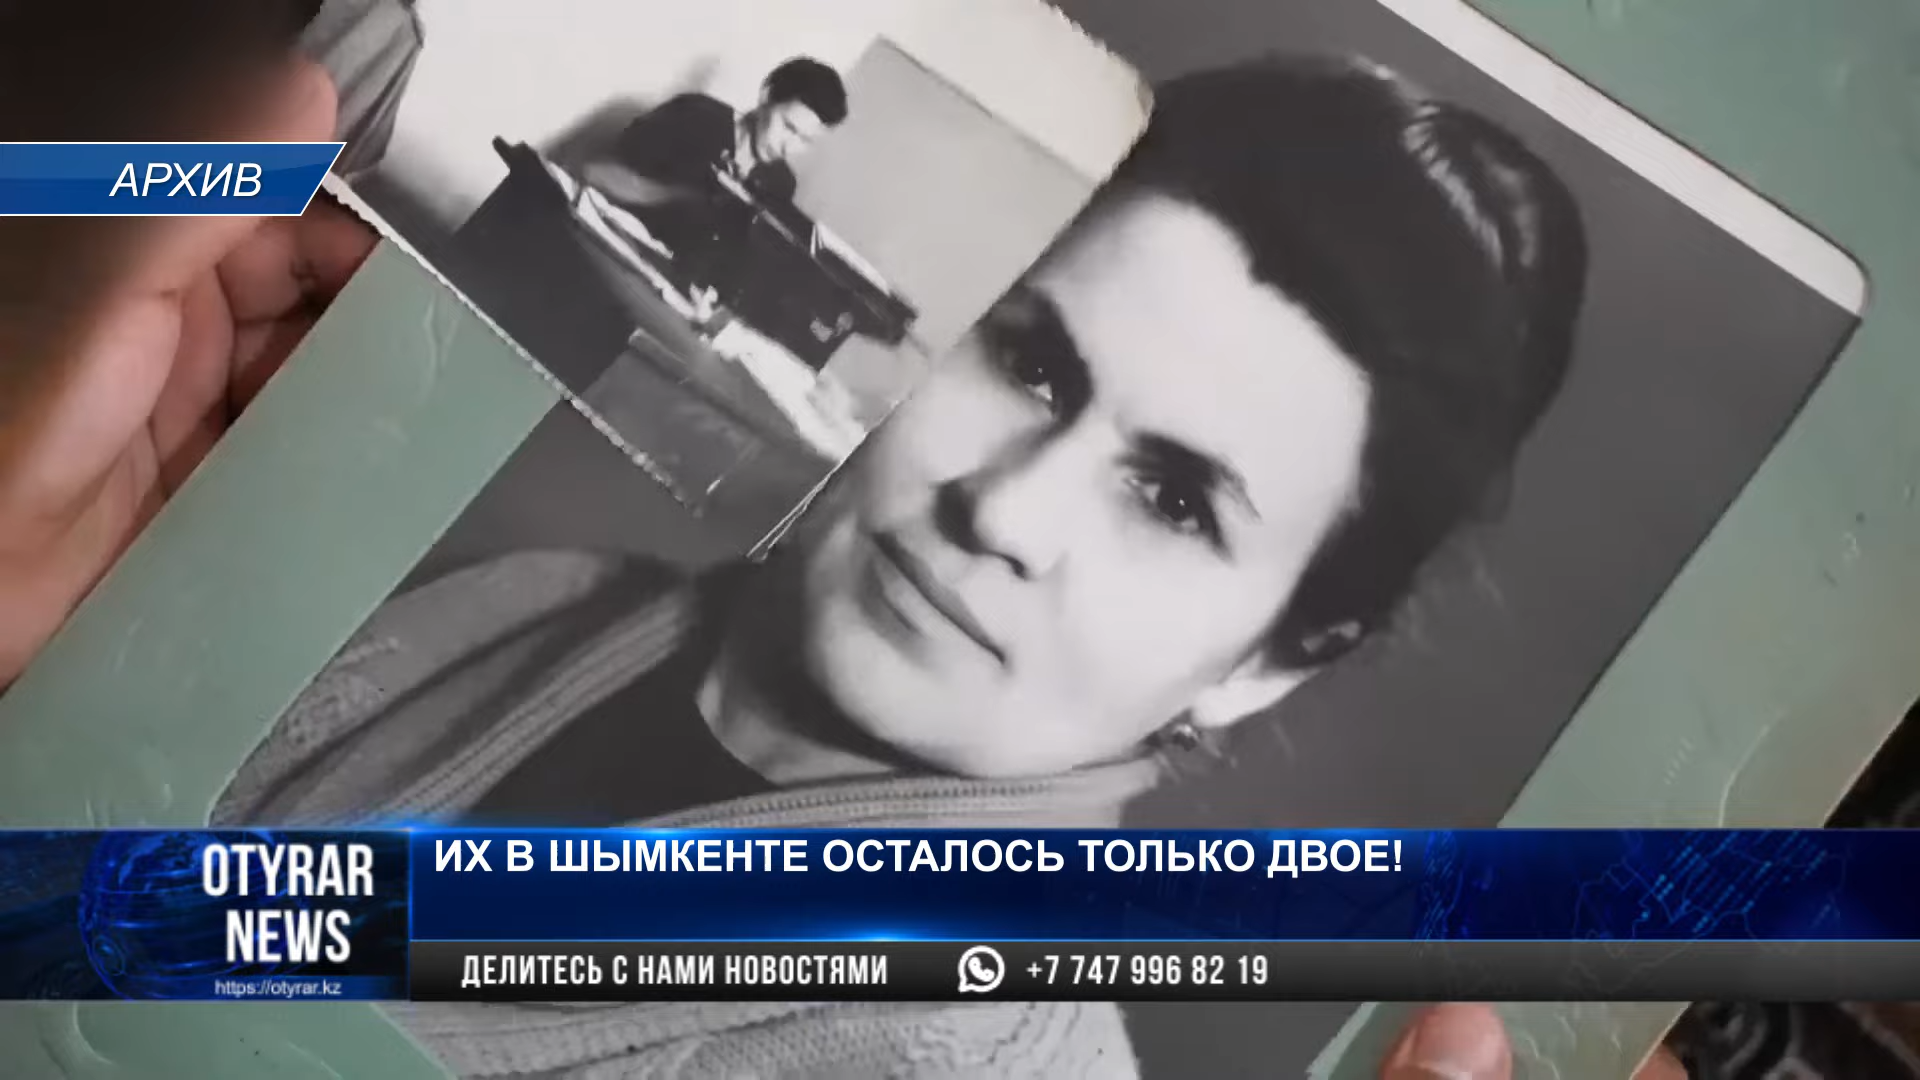 АРХИВ
ИХ В ШЫМКЕНТЕ ОСТАЛОСЬ ТОЛЬКО ДВОЕ!
OTYRAR
NEWS
https://otyrar.kz
ДЕЛИТЕСЬ С НАМИ НОВОСТЯМИ +7 747 996 82 19